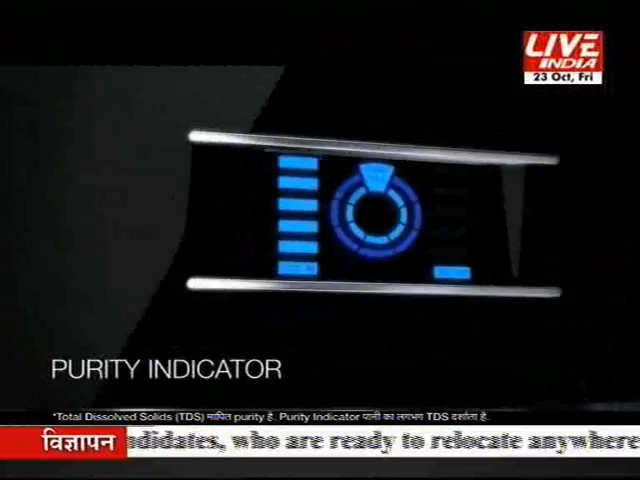 LIVE
INDIA
23 Oct, Fri
PURITY INDICATOR
*Total Dissolved Solids (TDS) मापित purity है. Purity Indicator पानी का लगभग TDS दर्शाता है.
विज्ञापन didates, who are ready to relocate anywhere